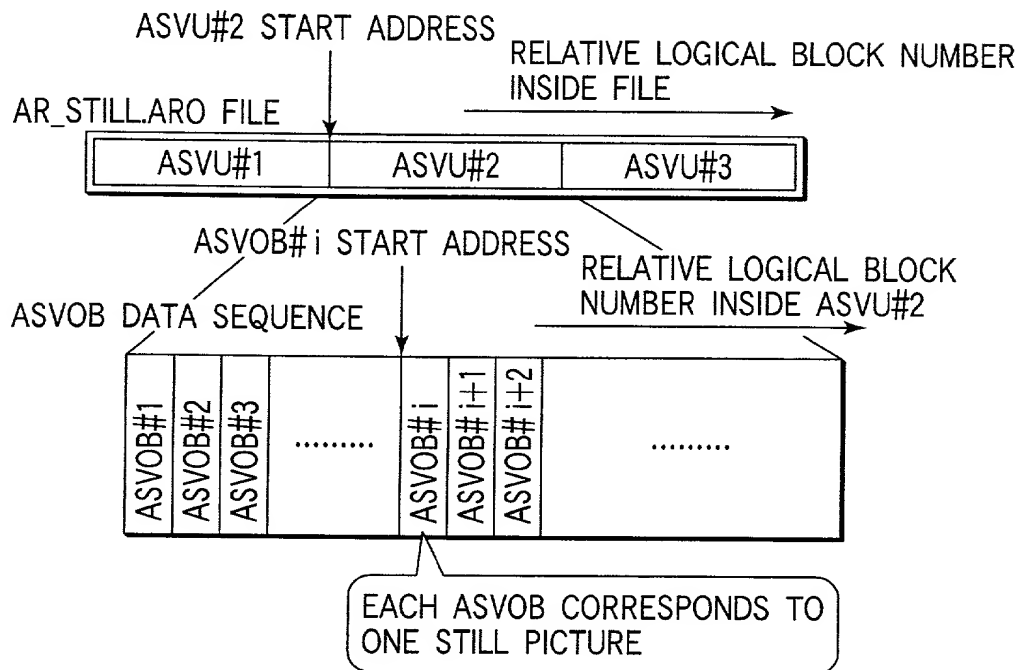 ASVU#2 START ADDRESS
RELATIVE LOGICAL BLOCK NUMBER
INSIDE FILE
AR_STILL.ARO FILE
ASVU#1
ASVU#2
ASVU#3
ASVOB#i START ADDRESS
RELATIVE LOGICAL BLOCK
NUMBER INSIDE ASVU#2
ASVOB DATA SEQUENCE
ASVOB#1
ASVOB#2
ASVOB#3
.........
ASVOB#i
ASVOB#i+1
ASVOB#i+2
.........
EACH ASVOB CORRESPONDS TO
ONE STILL PICTURE